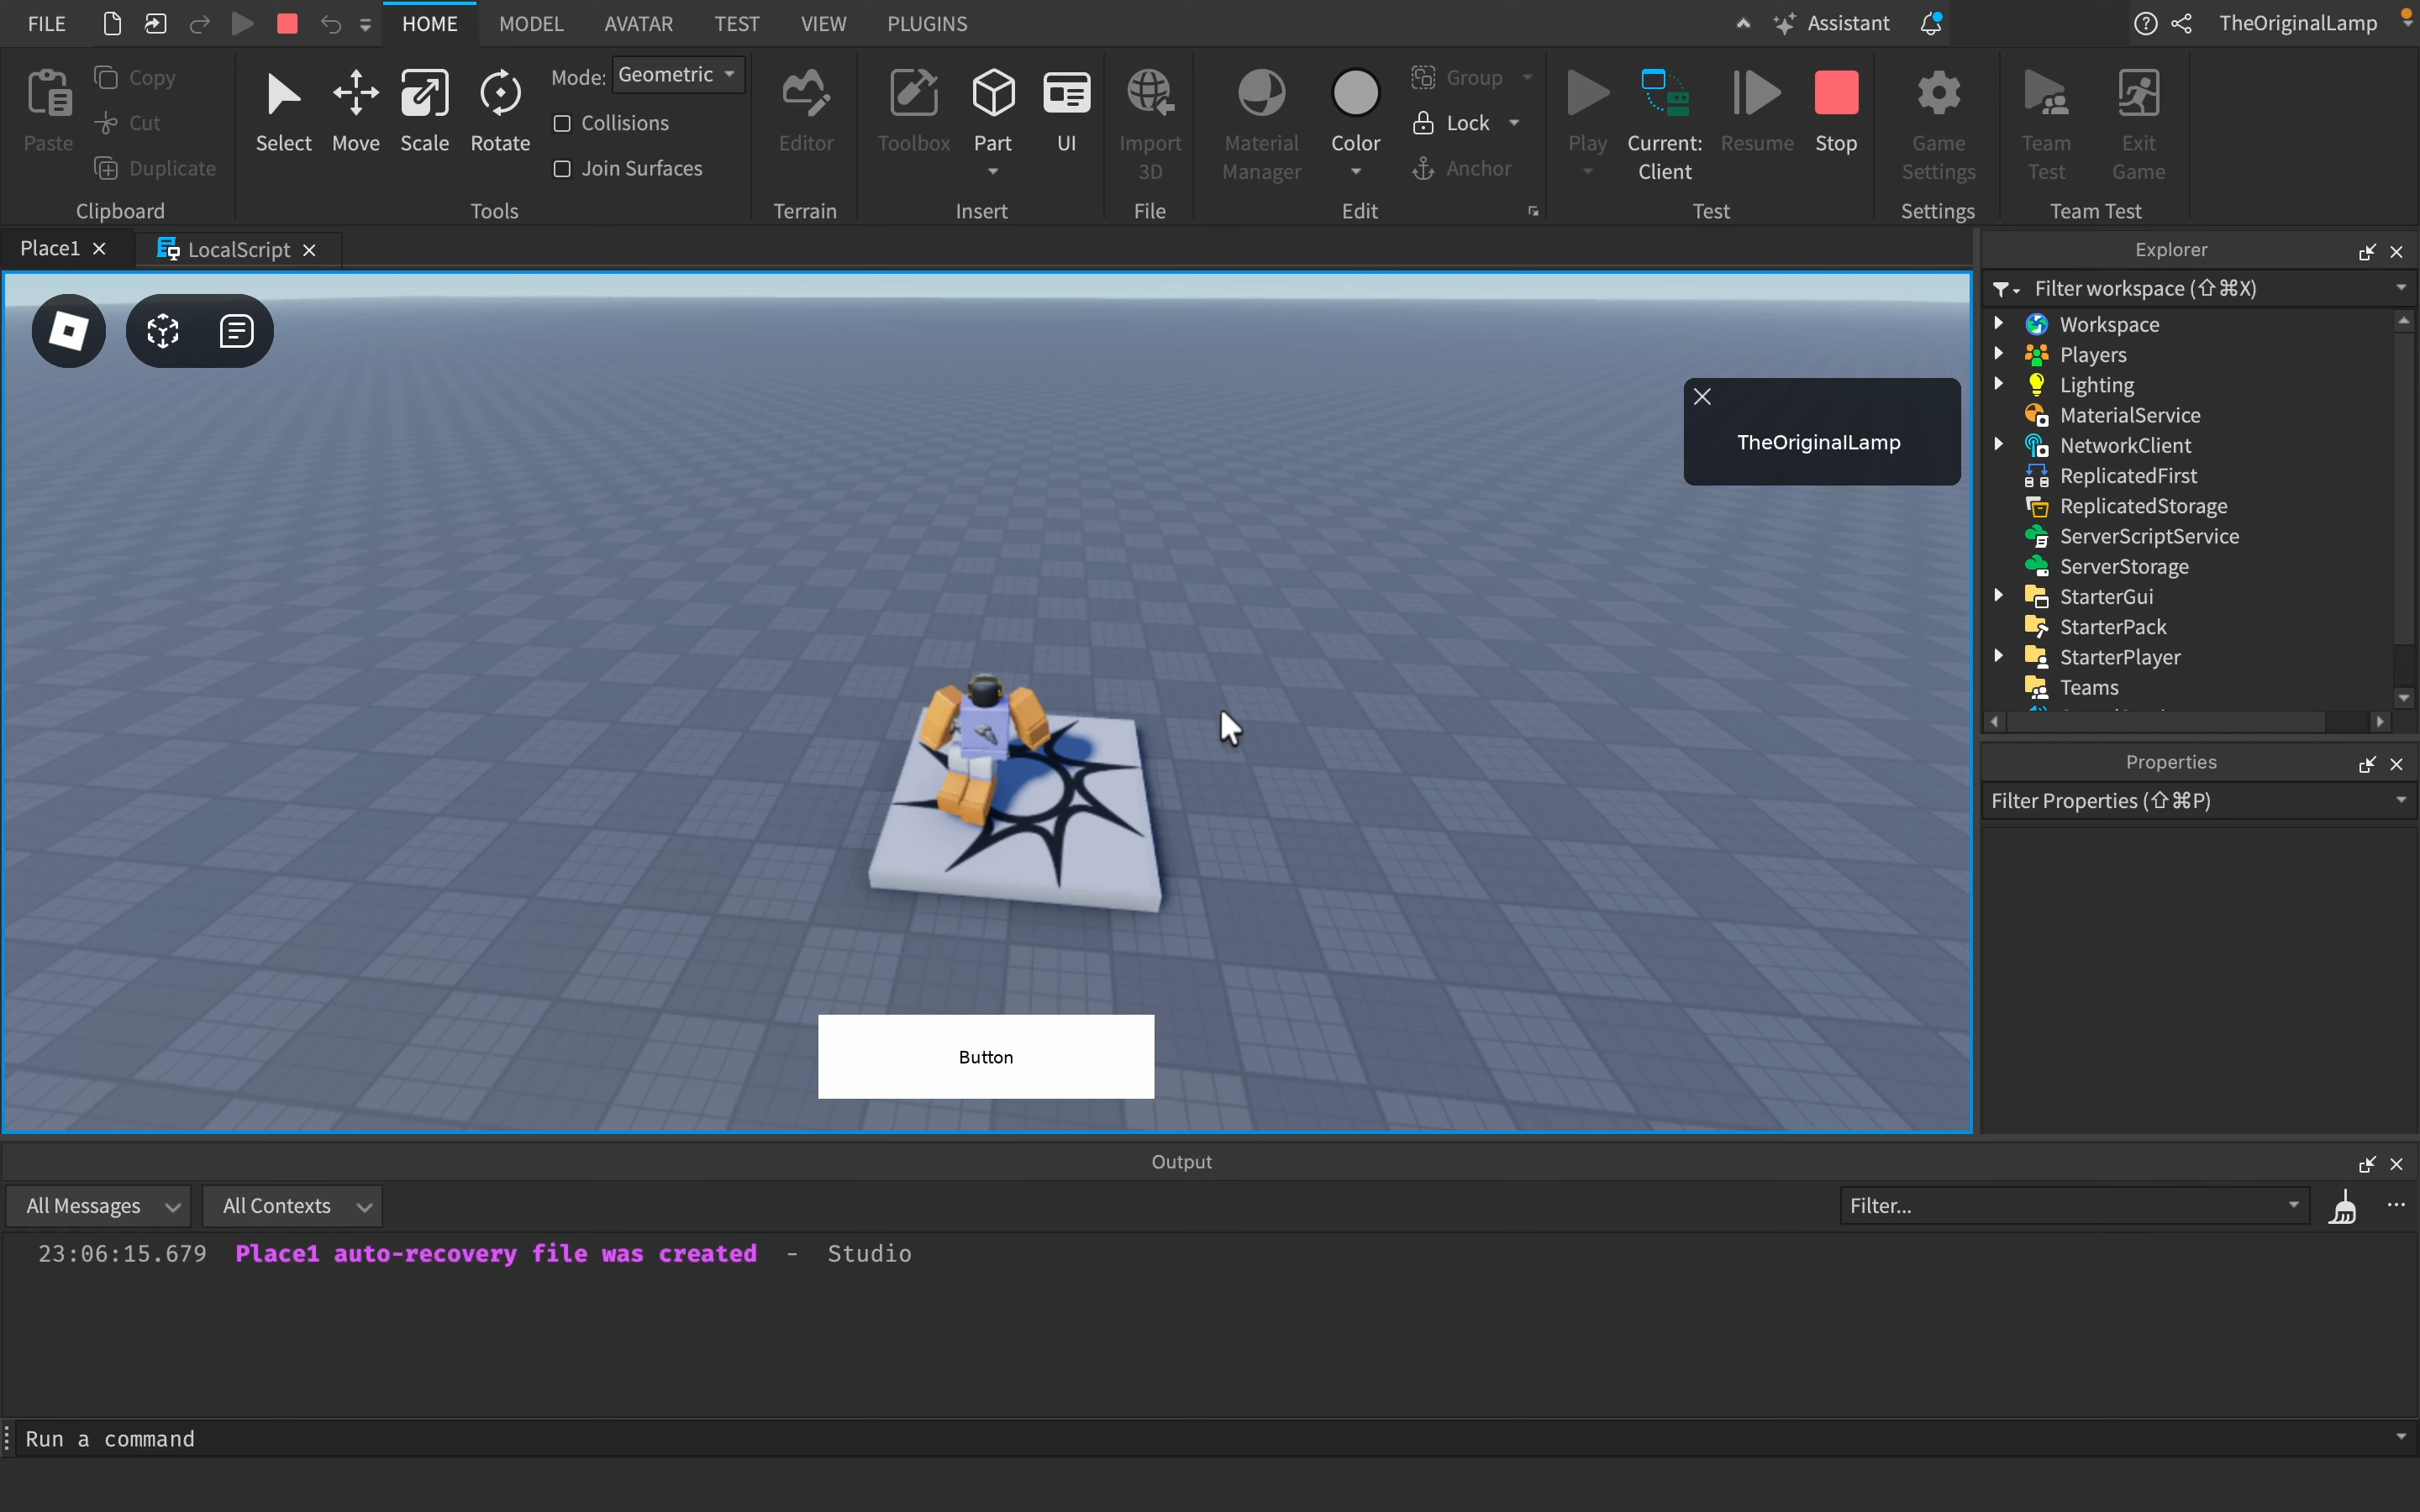 FILE HOME MODEL AVATAR TEST VIEW PLUGINS Assistant TheOriginalLamp
Paste
Copy
Cut
Duplicate
Clipboard
Select Move Scale Rotate
Mode: Geometric
Collisions
Join Surfaces
Tools
Editor
Terrain
Toolbox Part UI
Insert
Import
3D
File
Material
Manager
Color
Group
Lock
Anchor
Edit
Play
Current:
Client
Resume Stop
Test
Game
Settings
Settings
Team
Test
Exit
Game
Team Test
Place1 LocalScript
TheOriginalLamp
Button
Explorer
Filter workspace (⇧⌘X)
Workspace
Players
Lighting
MaterialService
NetworkClient
ReplicatedFirst
ReplicatedStorage
ServerScriptService
ServerStorage
StarterGui
StarterPack
StarterPlayer
Teams
Properties
Filter Properties (⇧⌘P)
Output
All Messages All Contexts Filter...
23:06:15.679 Place1 auto-recovery file was created - Studio
Run a command